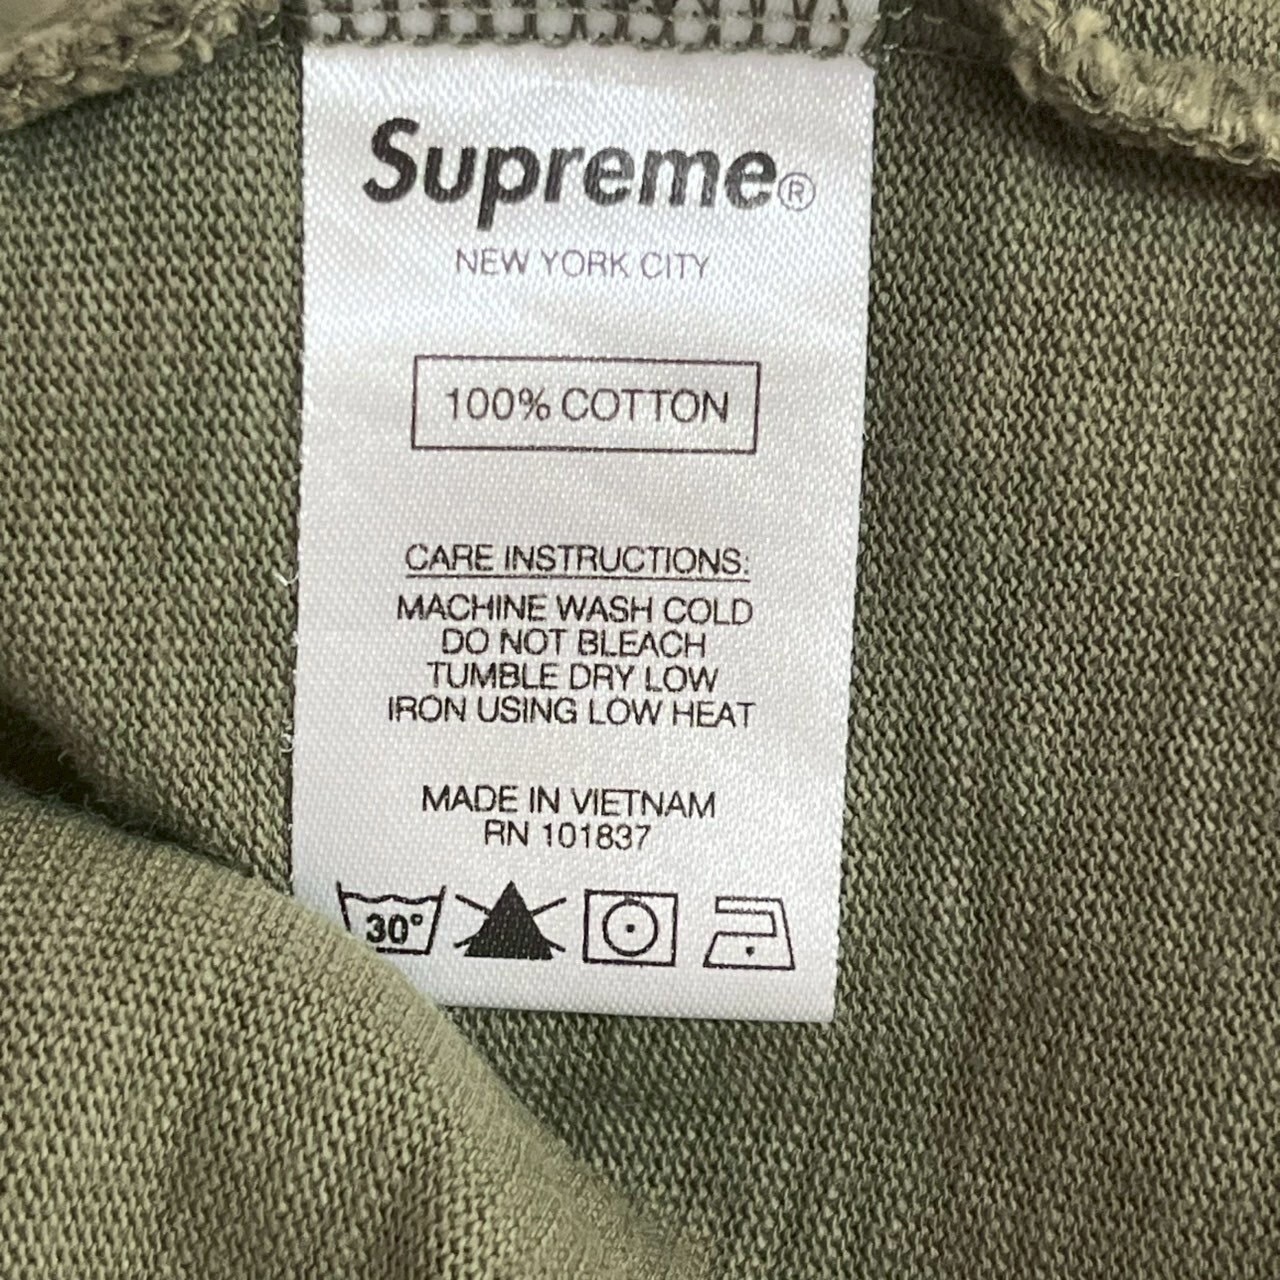 Supreme®
NEW YORK CITY
100% COTTON
CARE INSTRUCTIONS:
MACHINE WASH COLD
DO NOT BLEACH
TUMBLE DRY LOW
IRON USING LOW HEAT
MADE IN VIETNAM
RN 101837
30°